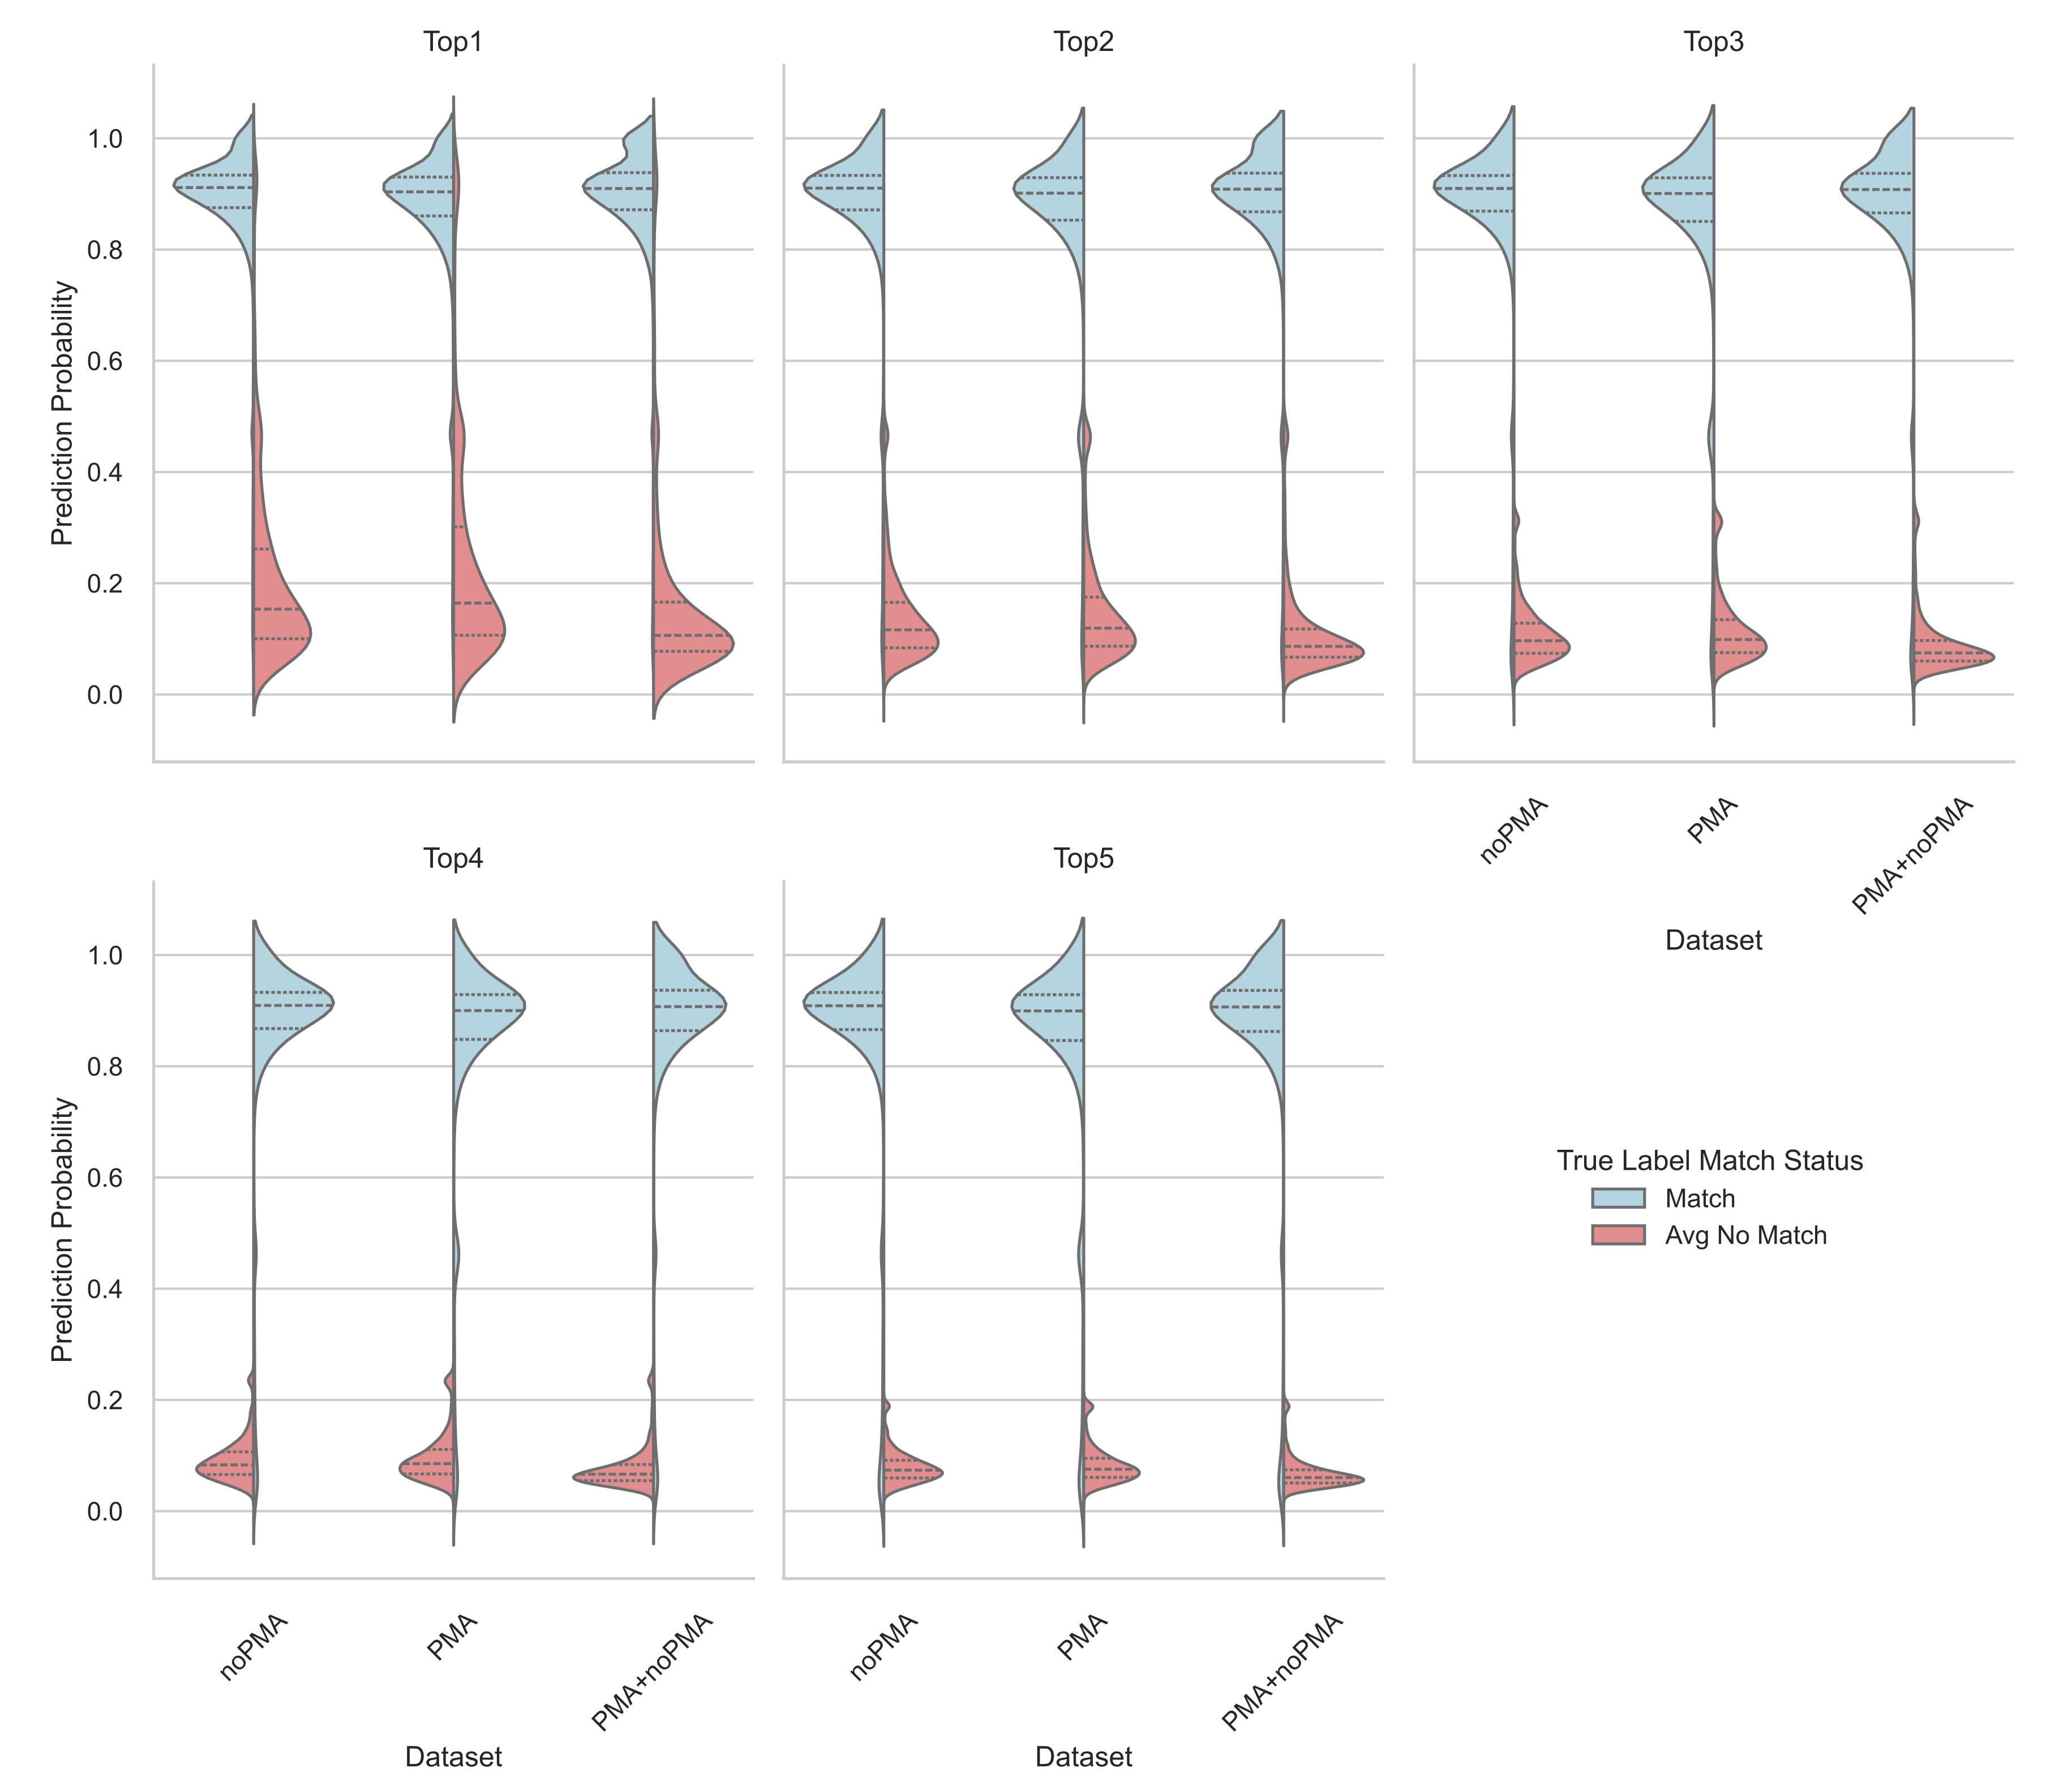 Top1
Top2
Top3
Prediction Probability
1.0
0.8
0.6
0.4
0.2
0.0
noPMA
PMA
PMA+noPMA
Dataset
Top4
Top5
Prediction Probability
1.0
0.8
0.6
0.4
0.2
0.0
True Label Match Status
Match
Avg No Match
noPMA
PMA
PMA+noPMA
noPMA
PMA
PMA+noPMA
Dataset
Dataset